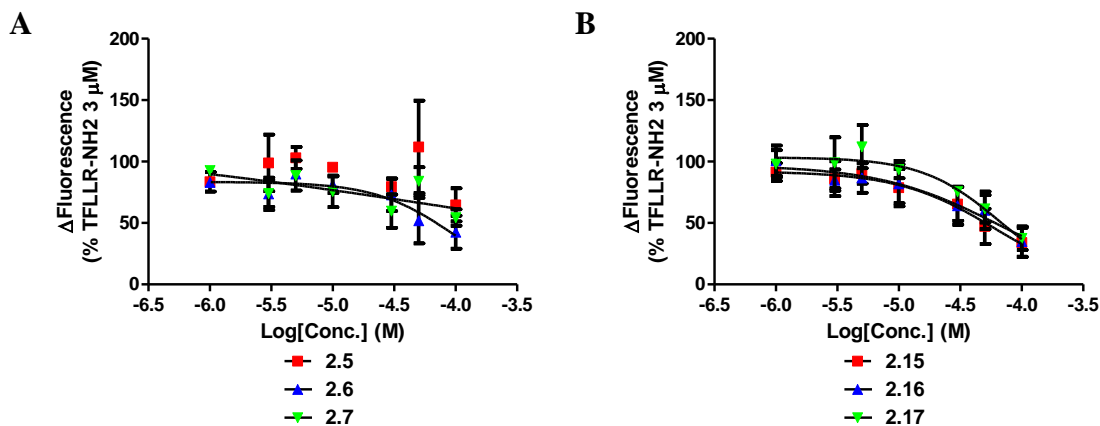 A
ΔFluorescence
(% TFLLR-NH2 3 μM)
200
150
100
50
0
-6.5 -6.0 -5.5 -5.0 -4.5 -4.0 -3.5
Log[Conc.] (M)
2.5
2.6
2.7
B
ΔFluorescence
(% TFLLR-NH2 3 μM)
200
150
100
50
0
-6.5 -6.0 -5.5 -5.0 -4.5 -4.0 -3.5
Log[Conc.] (M)
2.15
2.16
2.17